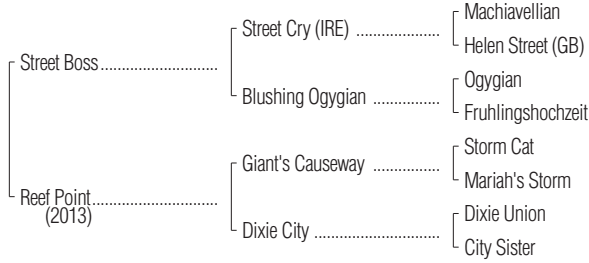 Machiavellian
Street Cry (IRE) ..................
Helen Street (GB)
Street Boss...........................
Ogygian
Blushing Ogygian ................
Fruhlingshochzeit
Storm Cat
Giant's Causeway ................
Mariah's Storm
Reef Point.............................
(2013)
Dixie Union
Dixie City .............................
City Sister